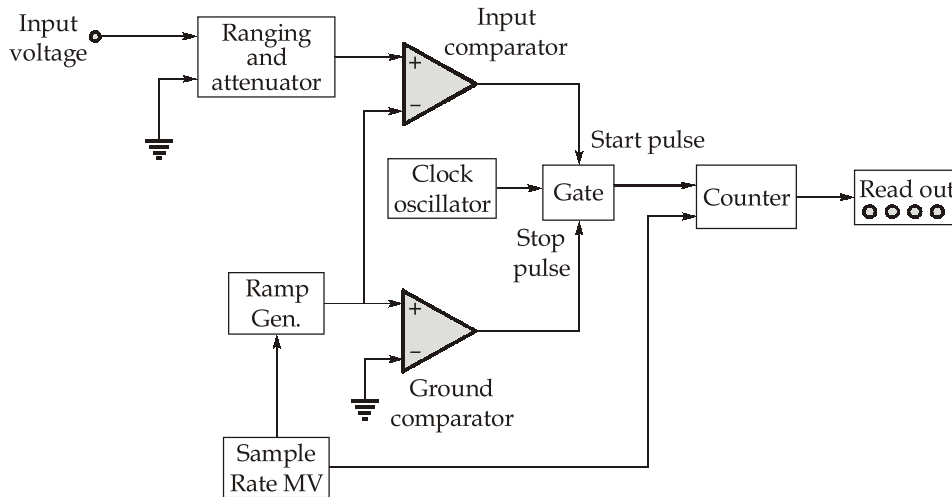 Input
voltage
Ranging
and
attenuator
Input
comparator
+
−
Start pulse
Clock
oscillator
Gate
Counter
Read out
Stop
pulse
Ramp
Gen.
+
−
Ground
comparator
Sample
Rate MV